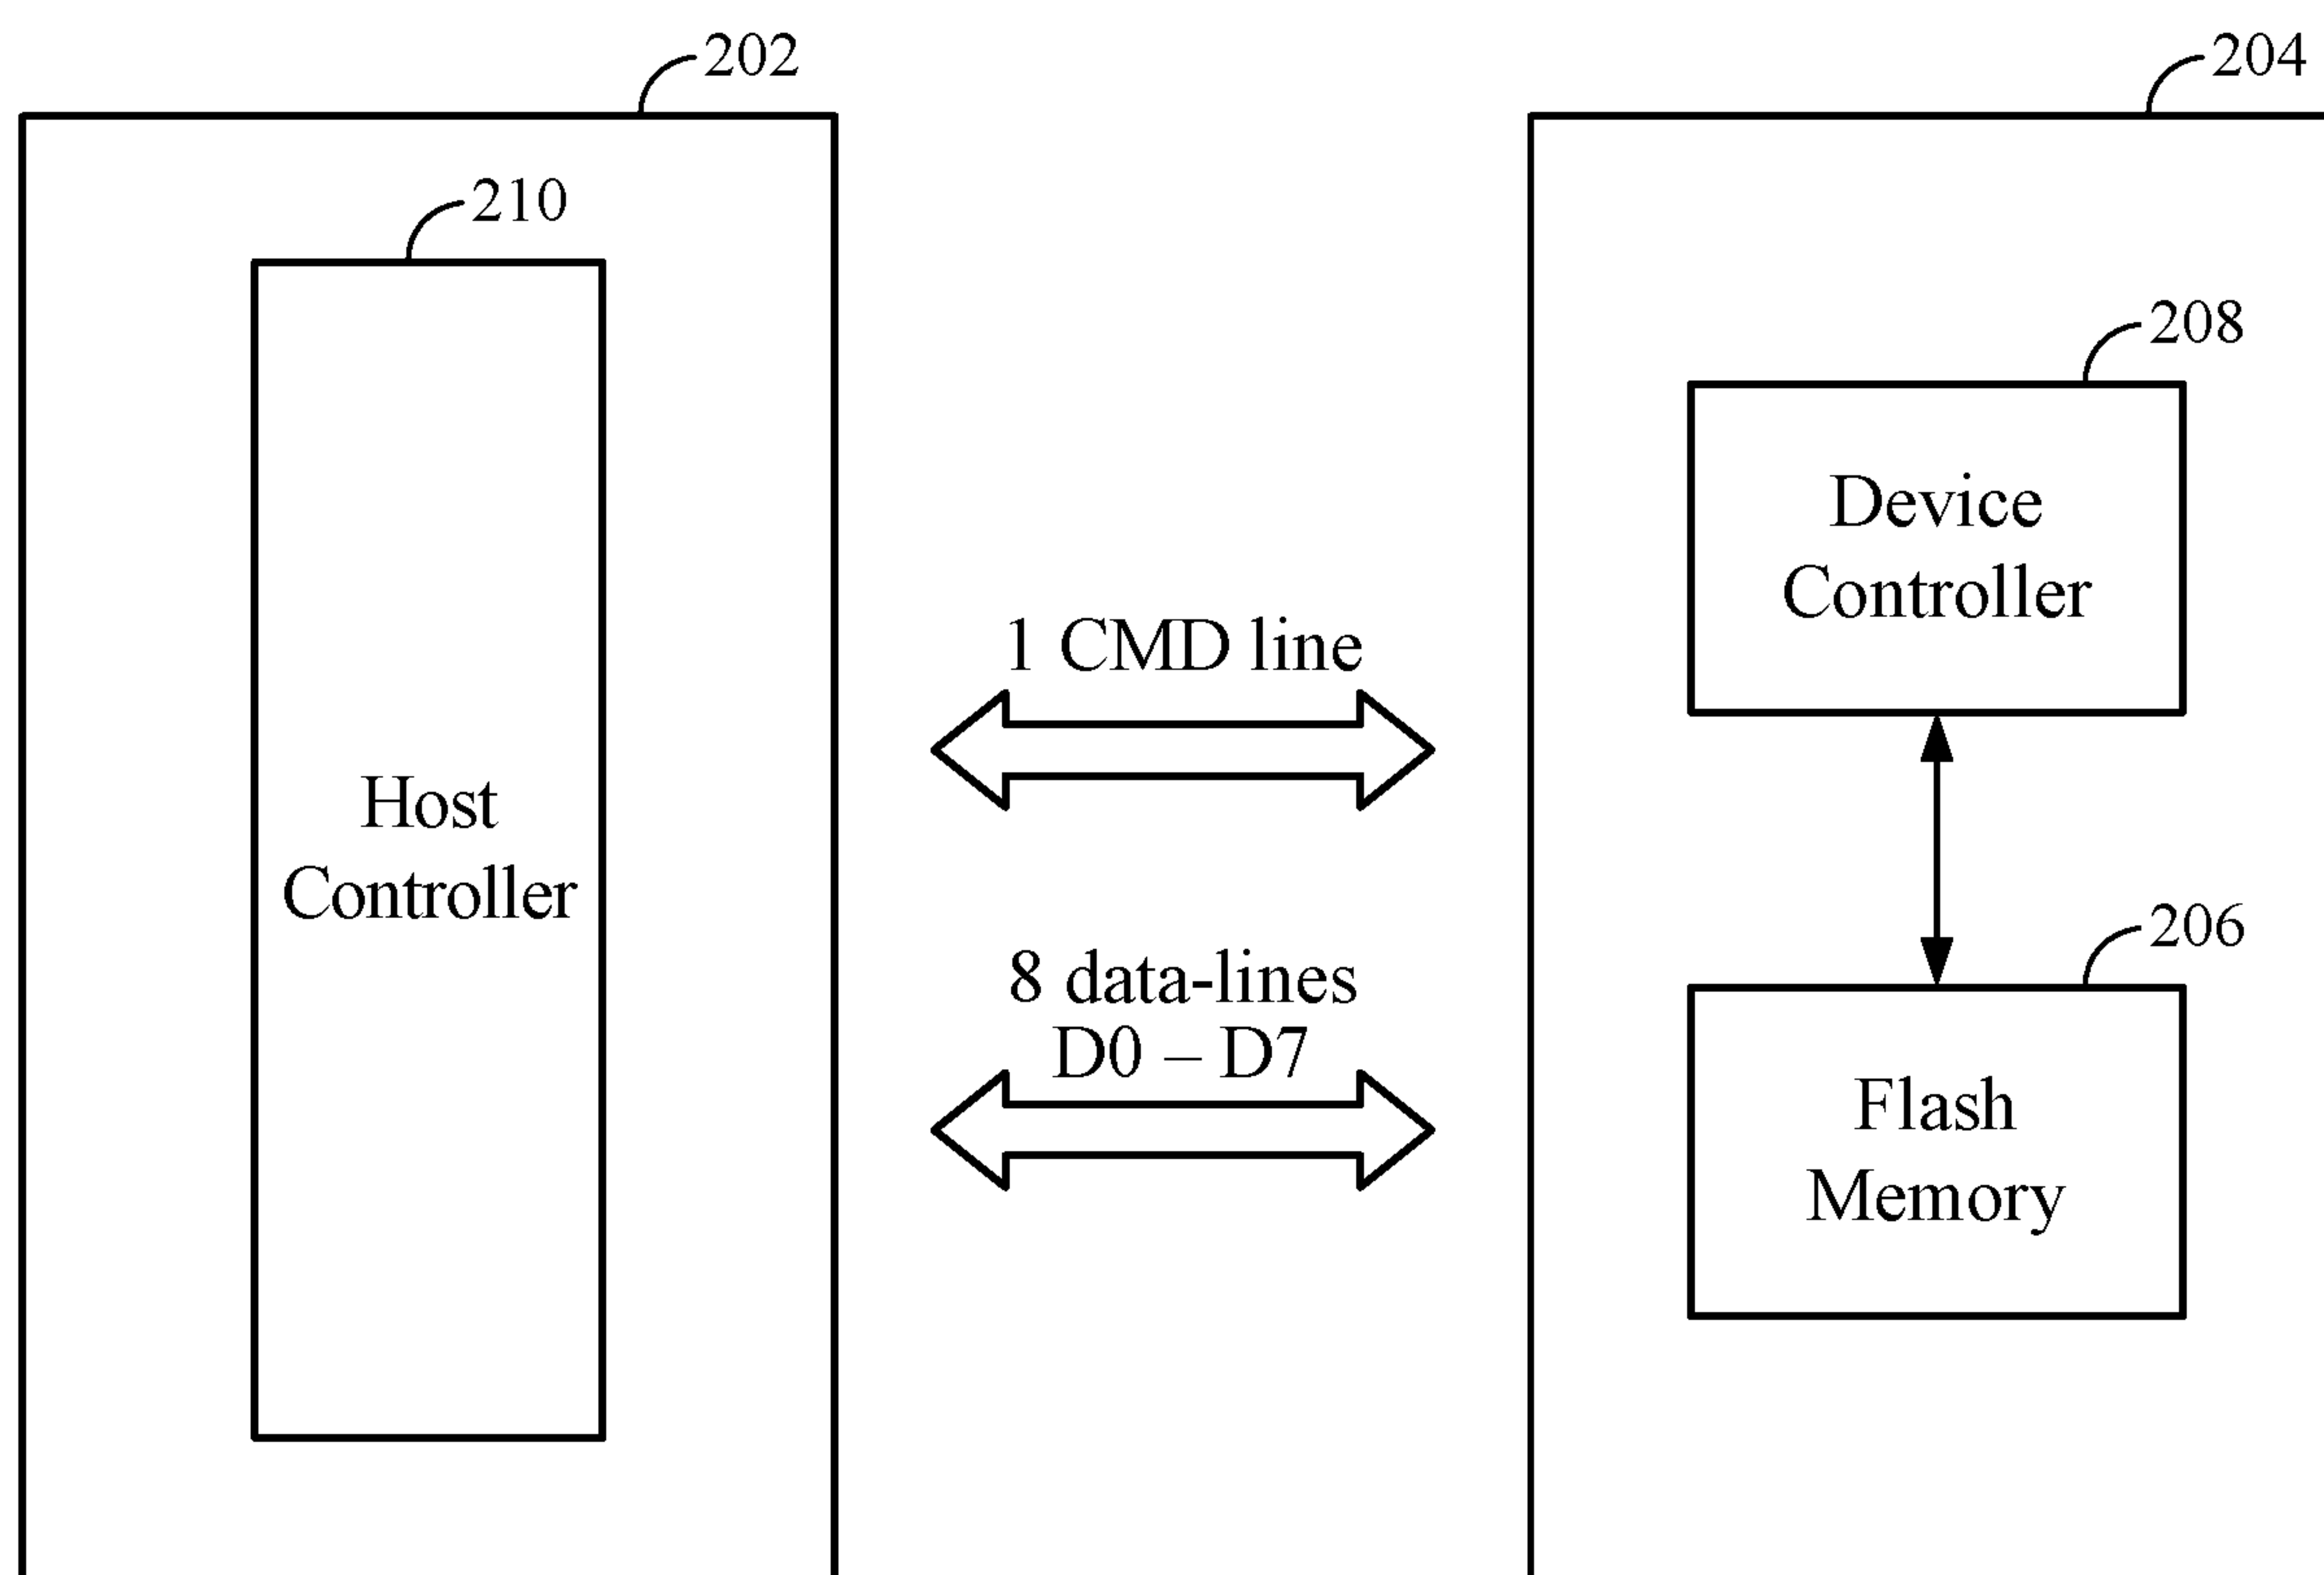 202
204
210
208
Device
Controller
1 CMD line
Host
Controller
8 data-lines
D0 – D7
206
Flash
Memory